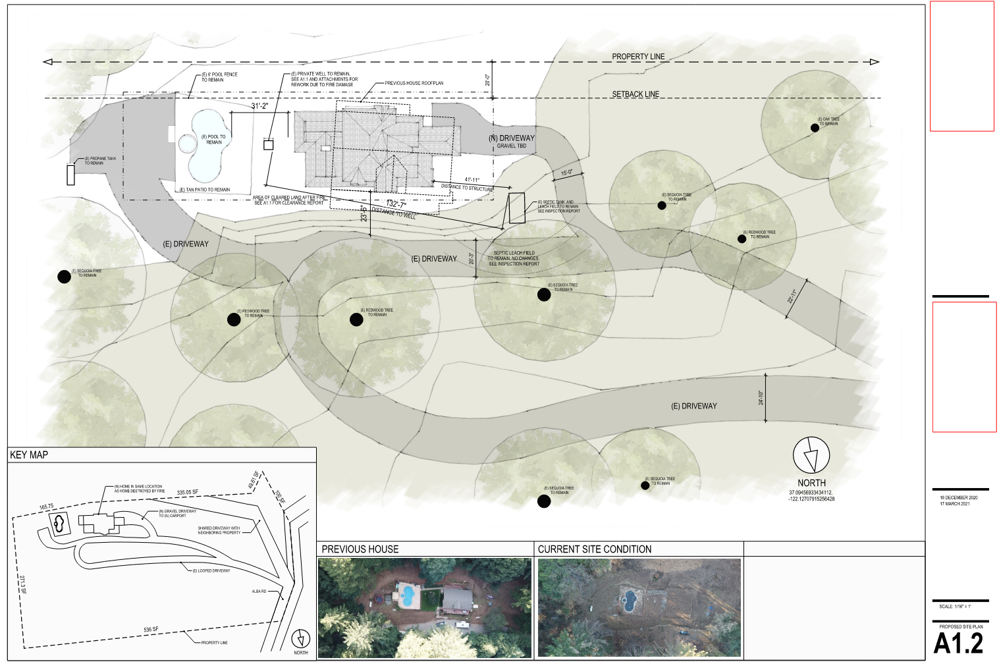 PROPERTY LINE
20'-0"
SETBACK LINE
(E) 6' POOL FENCE
TO REMAIN
(E) PRIVATE WELL TO REMAIN,
SEE A1.1 AND ATTACHMENTS FOR
REWORK DUE TO FIRE DAMAGE
PREVIOUS HOUSE ROOFPLAN
31'-2"
(E) OAK TREE
TO REMAIN
(E) POOL TO
REMAIN
(N) DRIVEWAY
GRAVEL TBD
(E) PROPANE TANK
TO REMAIN
15'-0"
41'-11"
DISTANCE TO STRUCTURE
(E) TAN PATIO TO REMAIN
AREA OF CLEARED LAND AFTER FIRE
SEE A1.1 FOR CLEARANCE REPORT
132'-7"
DISTANCE TO WELL
23'-6"
(E) SEPTIC TANK AND
LEACH FIELD TO REMAIN
SEE INSPECTION REPORT
(E) SEQUOIA TREE
TO REMAIN
(E) REDWOOD TREE
TO REMAIN
(E) DRIVEWAY
(E) DRIVEWAY
20'-3"
SEPTIC LEACH FIELD
TO REMAIN. NO CHANGES.
SEE INSPECTION REPORT
(E) SEQUOIA TREE
TO REMAIN
(E) SEQUOIA TREE
TO REMAIN
22'-11"
(E) REDWOOD TREE
TO REMAIN
(E) REDWOOD TREE
TO REMAIN
24'-10"
(E) DRIVEWAY
NORTH
37.09456933434112,
-122.12707915256428
(E) SEQUOIA TREE
TO REMAIN
(E) SEQUOIA TREE
TO REMAIN
KEY MAP
(N) HOME IN SAME LOCATION
AS HOME DESTROYED BY FIRE
335.05 SF
49.61 SF
100 SF
165.75
(N) GRAVEL DRIVEWAY
TO (N) CARPORT
SHARED DRIVEWAY WITH
NEIGHBORING PROPERTY
(E) LOOPED DRIVEWAY
271.3 SF
ALBA RD
536 SF
PROPERTY LINE
NORTH
PREVIOUS HOUSE
CURRENT SITE CONDITION
16 DECEMBER 2020
17 MARCH 2021
SCALE: 1/16" = 1'
PROPOSED SITE PLAN
A1.2